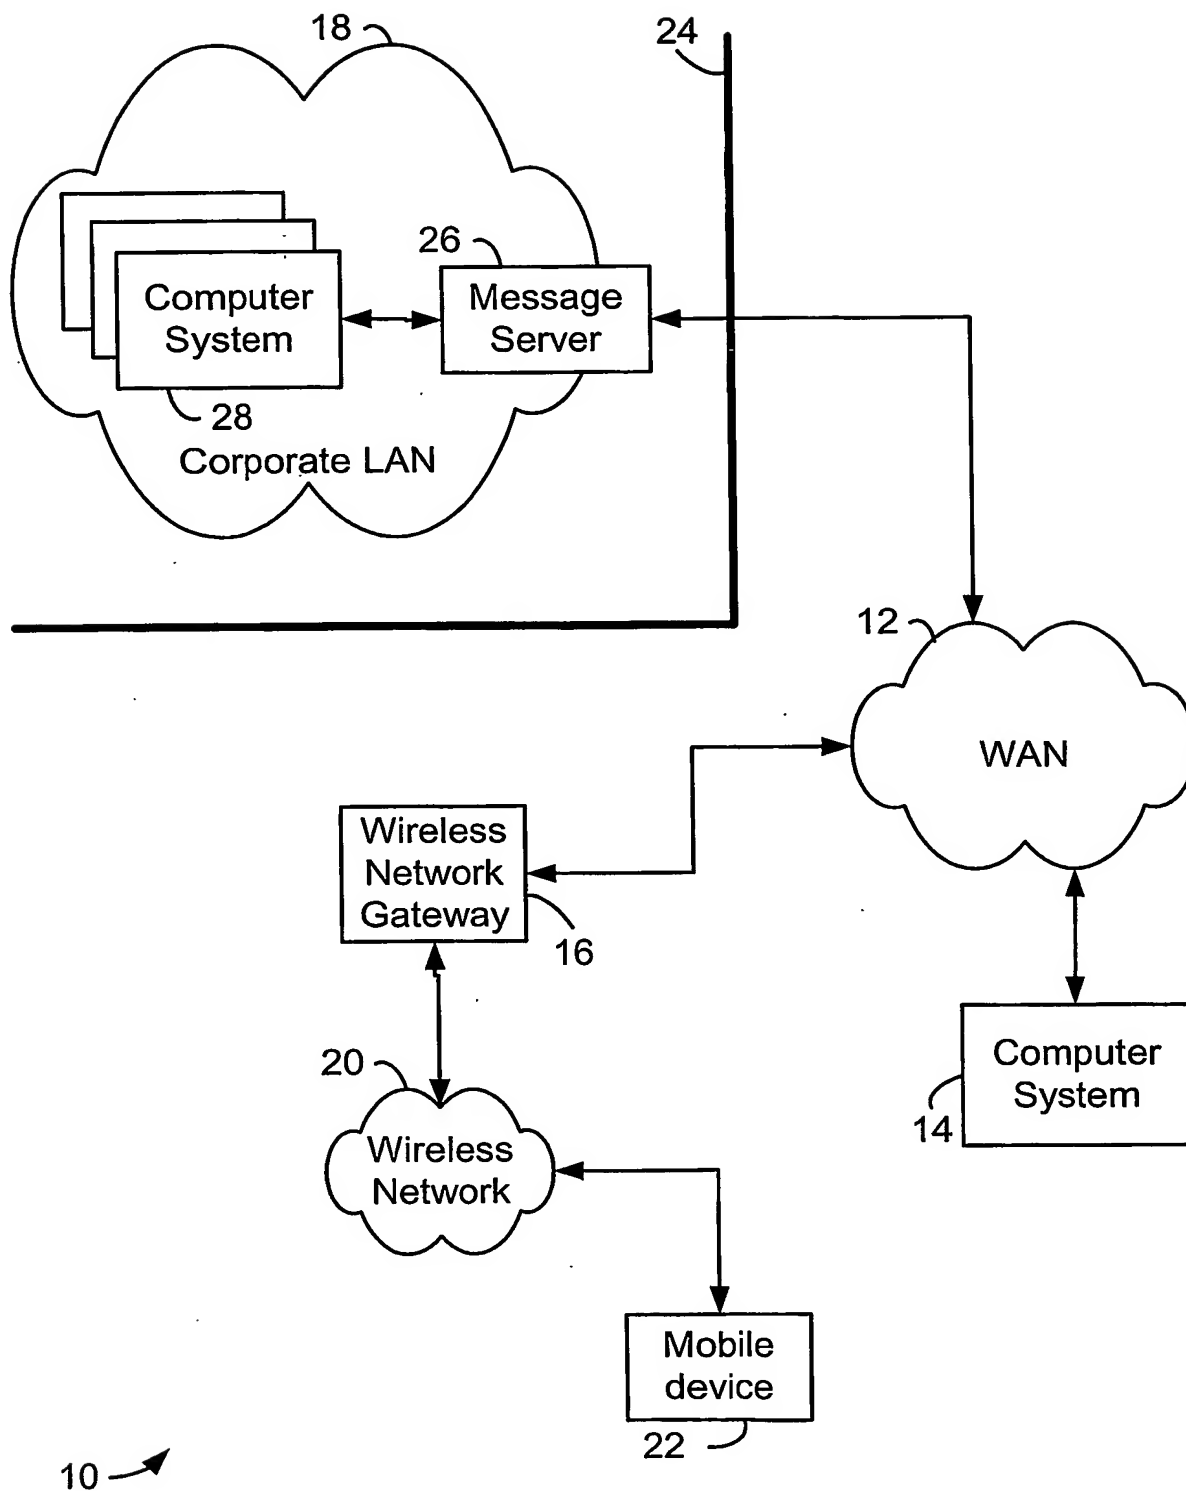 18
24
26
Computer
System
Message
Server
28
Corporate LAN
12
WAN
Wireless
Network
Gateway
16
20
Computer
System
14
Wireless
Network
Mobile
device
22
10